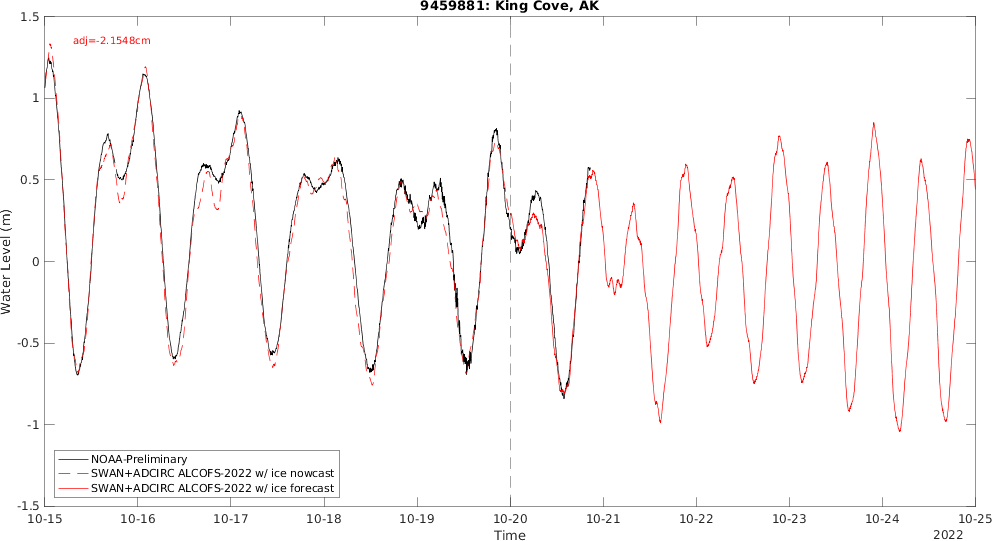 9459881: King Cove, AK
adj=-2.1548cm
Water Level (m)
1.5
1
0.5
0
-0.5
-1
-1.5
NOAA-Preliminary
SWAN+ADCIRC ALCOFS-2022 w/ ice nowcast
SWAN+ADCIRC ALCOFS-2022 w/ ice forecast
10-15 10-16 10-17 10-18 10-19 10-20 10-21 10-22 10-23 10-24 10-25
Time
2022